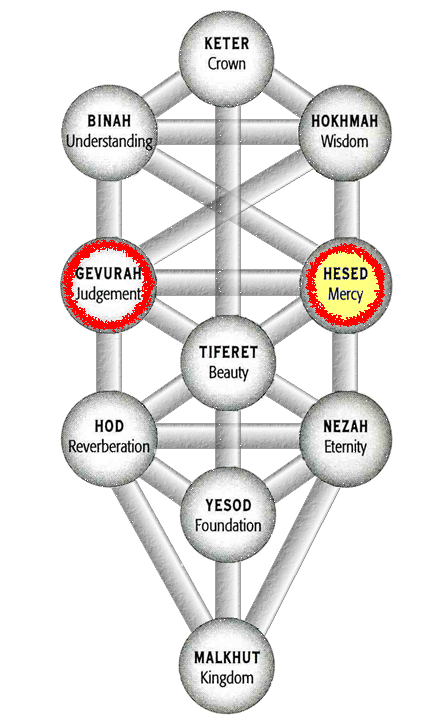 KETER
Crown
BINAH
Understanding
HOKHMAH
Wisdom
GEVURAH
Judgement
HESED
Mercy
TIFERET
Beauty
HOD
Reverberation
NEZAH
Eternity
YESOD
Foundation
MALKHUT
Kingdom